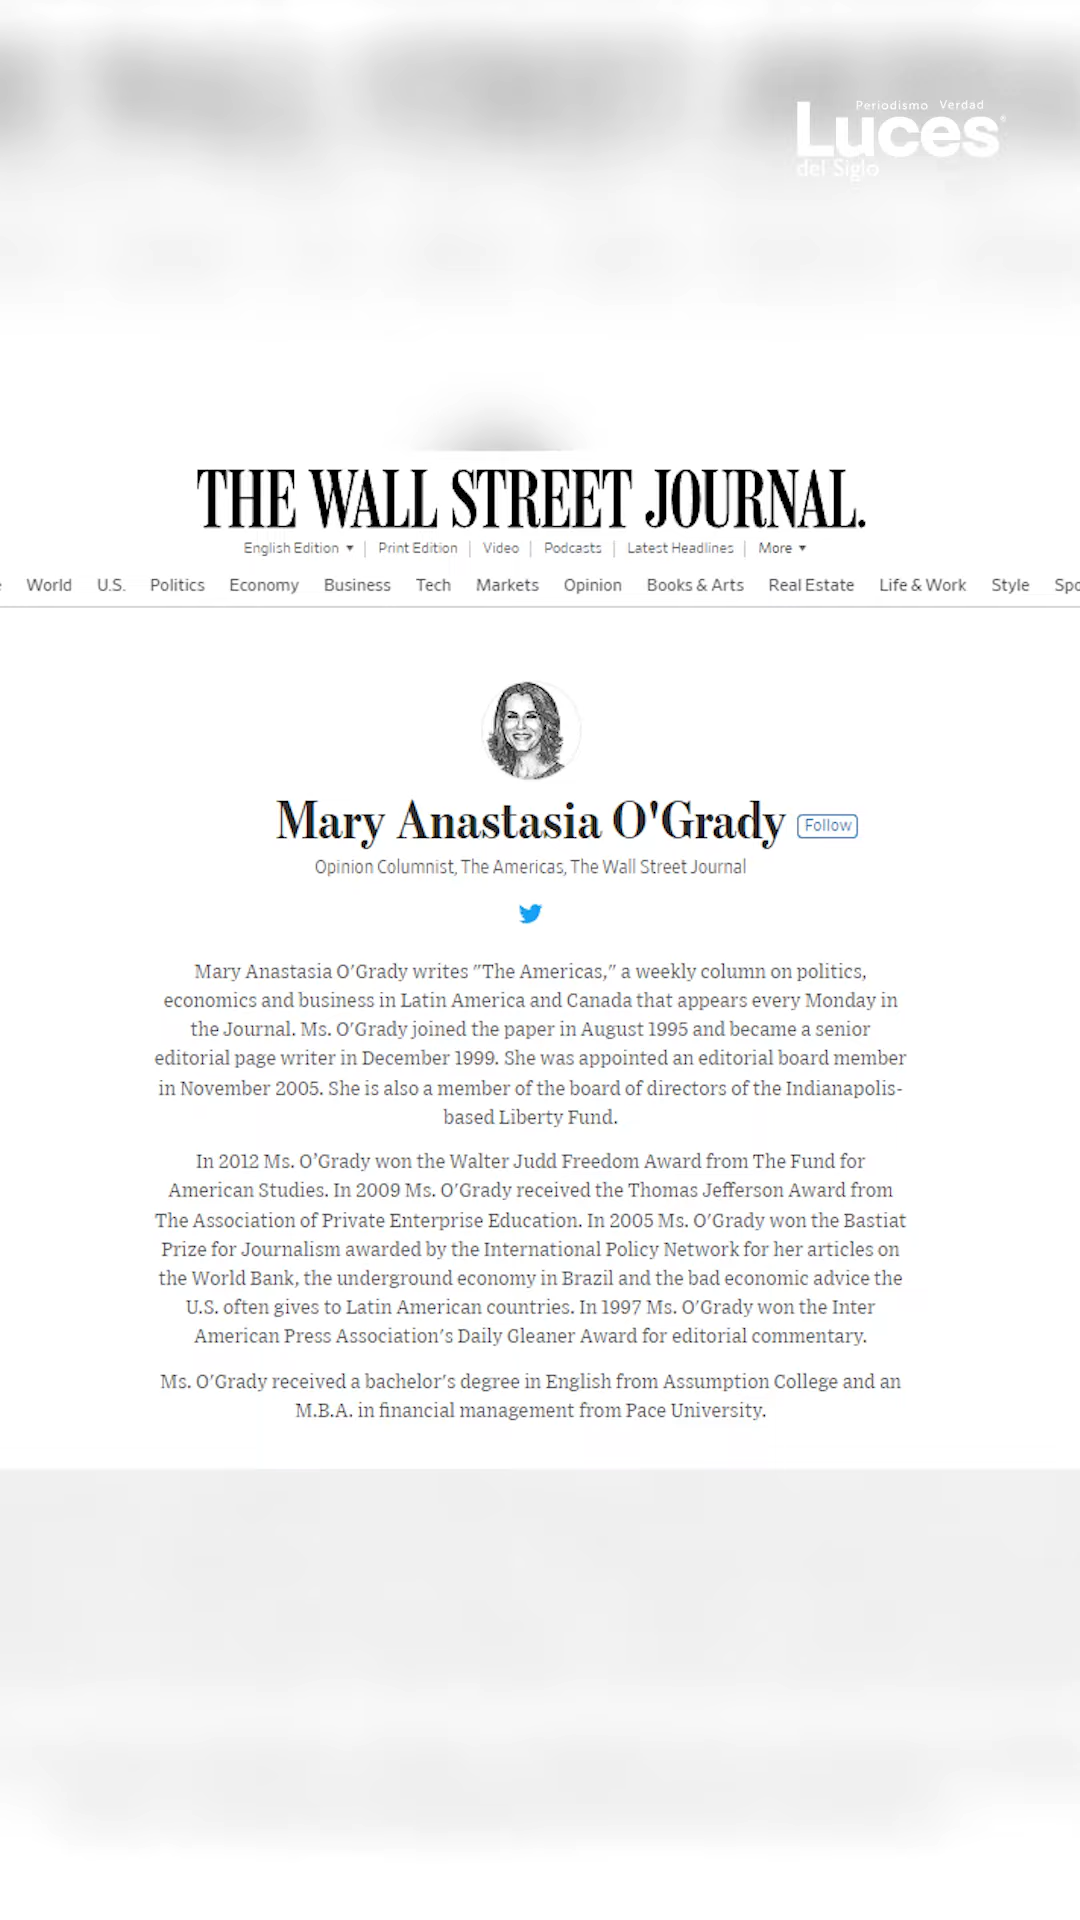 Periodismo Verdad
Luces
del Siglo
THE WALL STREET JOURNAL.
English Edition ▼ | Print Edition | Video | Podcasts | Latest Headlines | More ▼
World U.S. Politics Economy Business Tech Markets Opinion Books & Arts Real Estate Life & Work Style
Mary Anastasia O'Grady Follow
Opinion Columnist, The Americas, The Wall Street Journal
Mary Anastasia O'Grady writes "The Americas," a weekly column on politics,
economics and business in Latin America and Canada that appears every Monday in
the Journal. Ms. O'Grady joined the paper in August 1995 and became a senior
editorial page writer in December 1999. She was appointed an editorial board member
in November 2005. She is also a member of the board of directors of the Indianapolis-
based Liberty Fund.
In 2012 Ms. O’Grady won the Walter Judd Freedom Award from The Fund for
American Studies. In 2009 Ms. O'Grady received the Thomas Jefferson Award from
The Association of Private Enterprise Education. In 2005 Ms. O'Grady won the Bastiat
Prize for Journalism awarded by the International Policy Network for her articles on
the World Bank, the underground economy in Brazil and the bad economic advice the
U.S. often gives to Latin American countries. In 1997 Ms. O'Grady won the Inter
American Press Association's Daily Gleaner Award for editorial commentary.
Ms. O'Grady received a bachelor's degree in English from Assumption College and an
M.B.A. in financial management from Pace University.